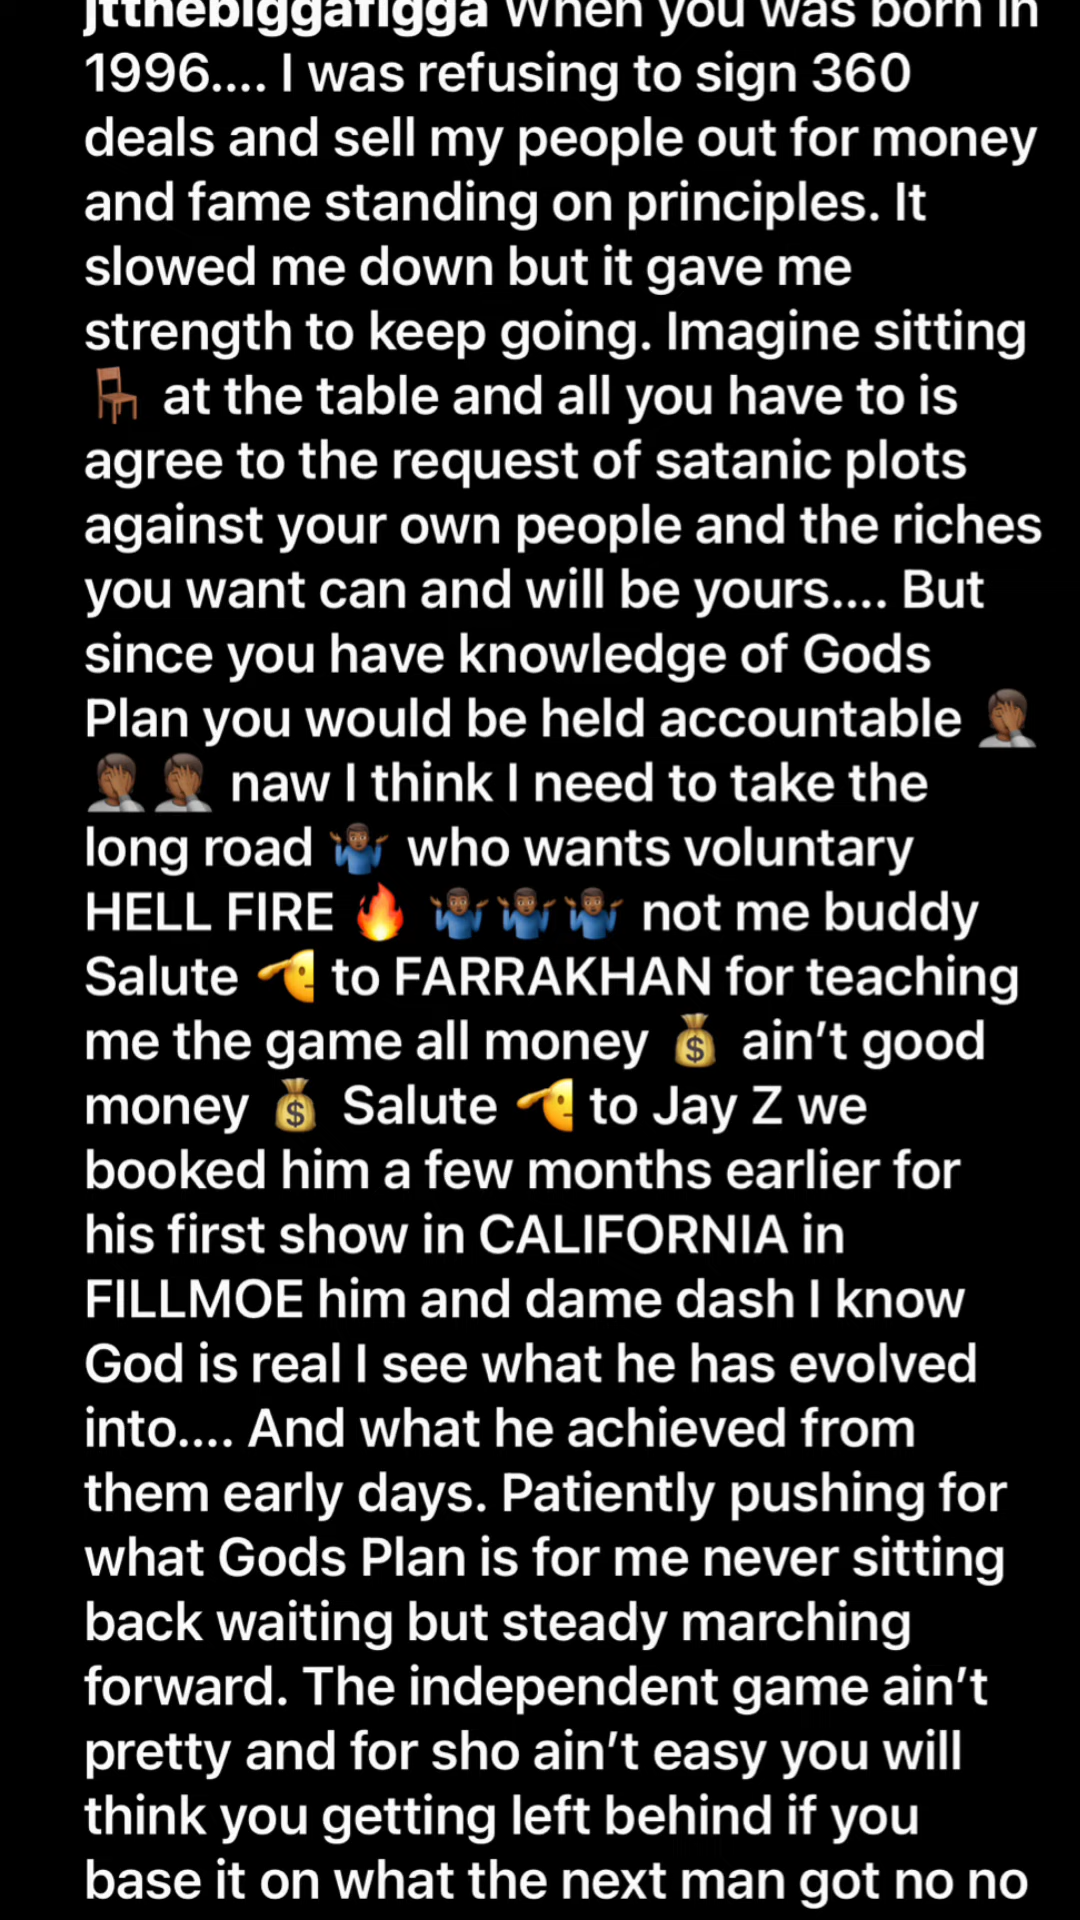 jtthebiggafigga When you was born in
1996.... I was refusing to sign 360
deals and sell my people out for money
and fame standing on principles. It
slowed me down but it gave me
strength to keep going. Imagine sitting
🪑 at the table and all you have to is
agree to the request of satanic plots
against your own people and the riches
you want can and will be yours.... But
since you have knowledge of Gods
Plan you would be held accountable 🤦🏾‍♂️
🤦🏾‍♂️🤦🏾‍♂️ naw I think I need to take the
long road 🤷🏾‍♂️ who wants voluntary
HELL FIRE 🔥 🤷🏾‍♂️🤷🏾‍♂️🤷🏾‍♂️ not me buddy
Salute 🫡 to FARRAKHAN for teaching
me the game all money 💰 ain’t good
money 💰 Salute 🫡 to Jay Z we
booked him a few months earlier for
his first show in CALIFORNIA in
FILLMOE him and dame dash I know
God is real I see what he has evolved
into.... And what he achieved from
them early days. Patiently pushing for
what Gods Plan is for me never sitting
back waiting but steady marching
forward. The independent game ain’t
pretty and for sho ain’t easy you will
think you getting left behind if you
base it on what the next man got no no